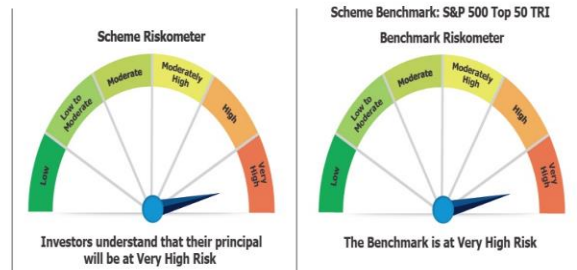 Scheme Riskometer
Low
Low to
Moderate
Moderate
Moderately
High
High
Very
High
Investors understand that their principal
will be at Very High Risk
Scheme Benchmark: S&P 500 Top 50 TRI
Benchmark Riskometer
Low
Low to
Moderate
Moderate
Moderately
High
High
Very
High
The Benchmark is at Very High Risk